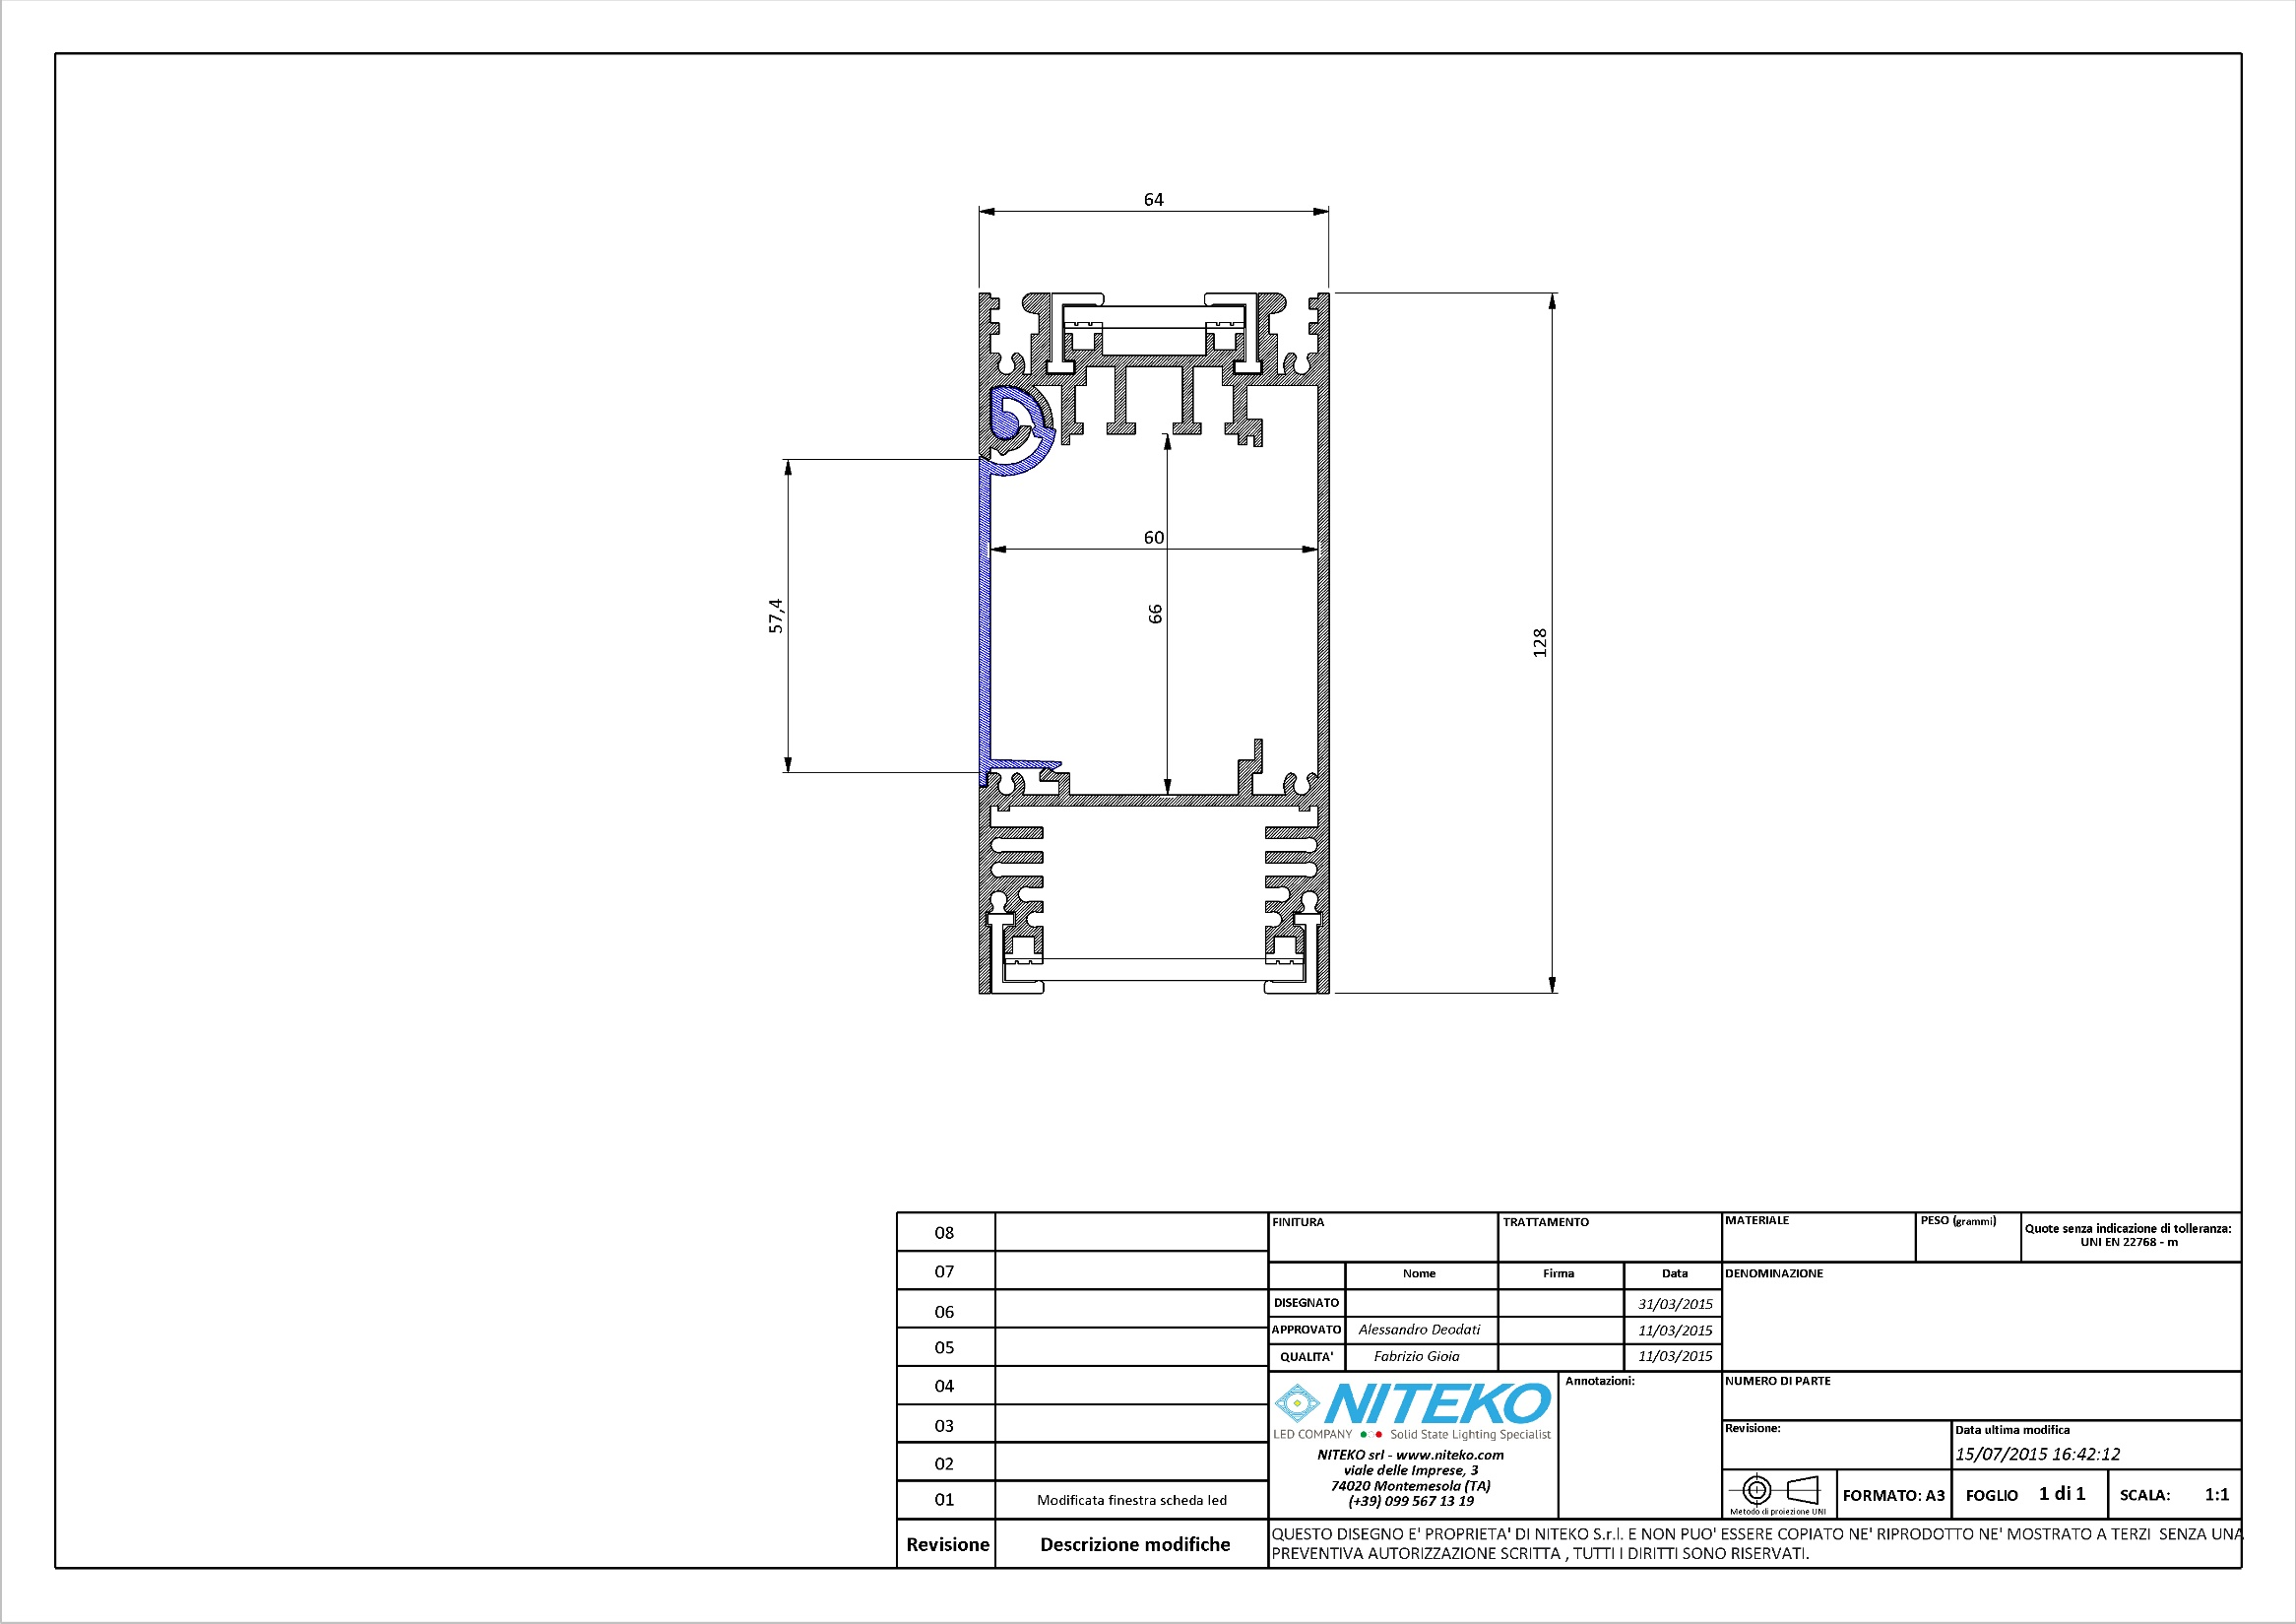 64
60
66
57,4
128
08
07
06
05
04
03
02
01 Modificata finestra scheda led
Revisione Descrizione modifiche
FINITURA
TRATTAMENTO
MATERIALE
PESO (grammi)
Quote senza indicazione di tolleranza:
UNI EN 22768 - m
Nome Firma Data
DISEGNATO 31/03/2015
APPROVATO Alessandro Deodati 11/03/2015
QUALITA' Fabrizio Gioia 11/03/2015
DENOMINAZIONE
NITEKO
LED COMPANY Solid State Lighting Specialist
NITEKO srl - www.niteko.com
viale delle Imprese, 3
74020 Montemesola (TA)
(+39) 099 567 13 19
Annotazioni:
NUMERO DI PARTE
Revisione:
Data ultima modifica
15/07/2015 16:42:12
Metodo di proiezione UNI
FORMATO: A3
FOGLIO 1 di 1
SCALA: 1:1
QUESTO DISEGNO E' PROPRIETA' DI NITEKO S.r.l. E NON PUO' ESSERE COPIATO NE' RIPRODOTTO NE' MOSTRATO A TERZI SENZA UNA
PREVENTIVA AUTORIZZAZIONE SCRITTA , TUTTI I DIRITTI SONO RISERVATI.